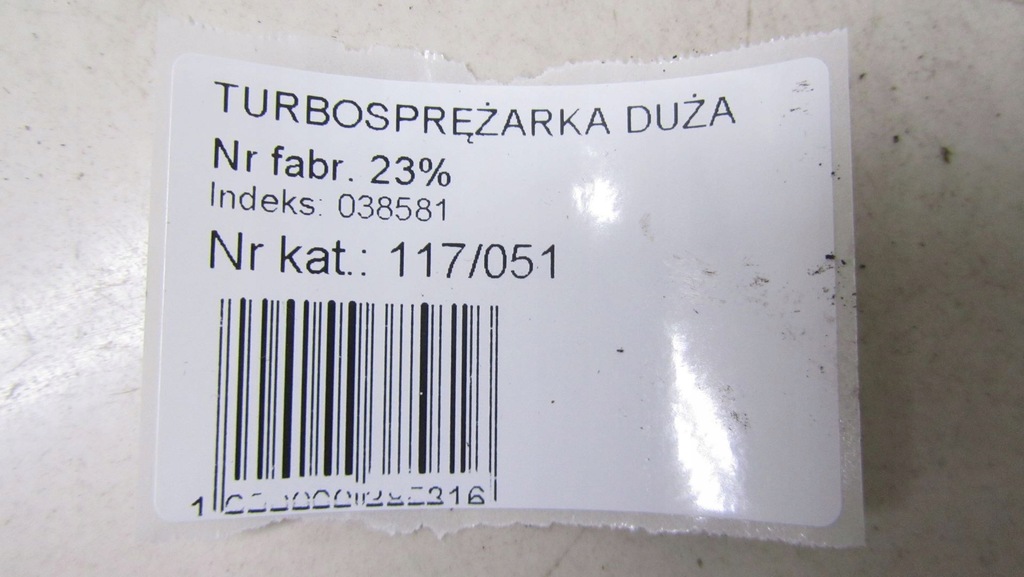 TURBOSPRĘŻARKA DUŻA
Nr fabr. 23%
Indeks: 038581
Nr kat.: 117/051